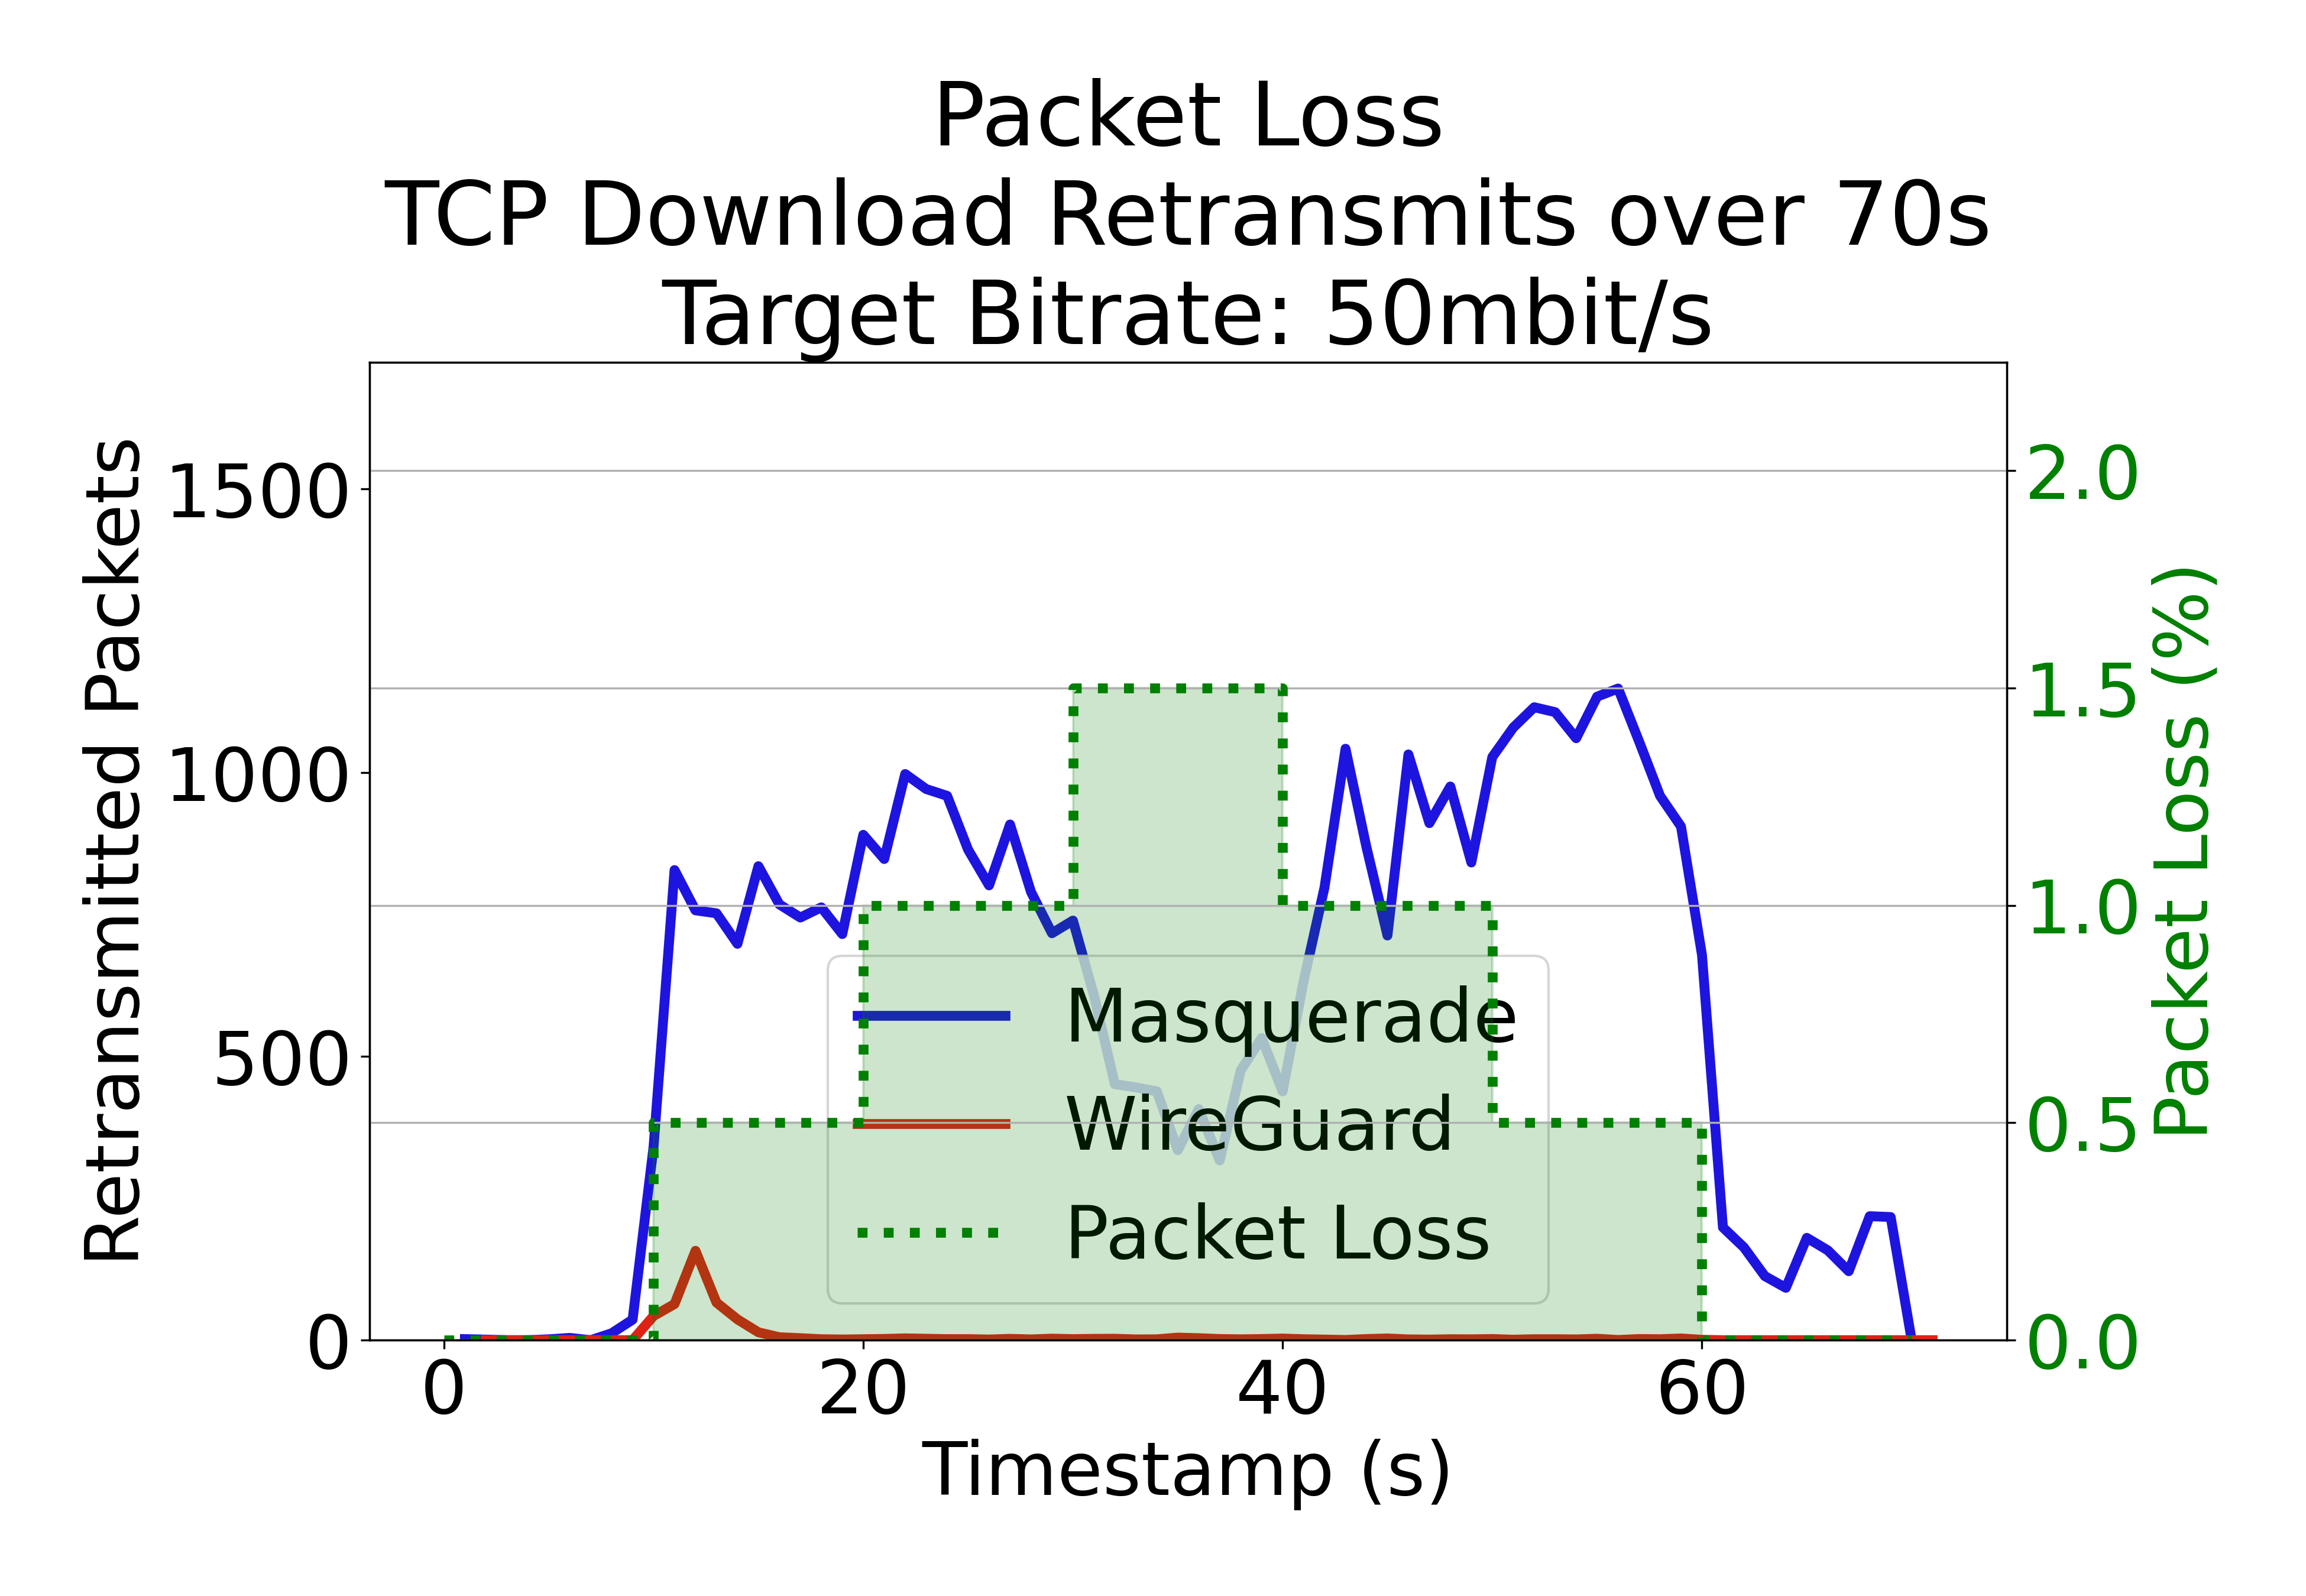 Packet Loss
TCP Download Retransmits over 70s
Target Bitrate: 50mbit/s
Retransmitted Packets
1500
1000
500
0
2.0
1.5
1.0
0.5
0.0
Packet Loss (%)
Masquerade
WireGuard
Packet Loss
0
20
40
60
Timestamp (s)